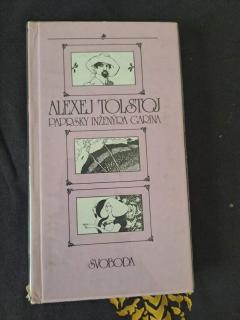 ALEXEJ TOLSTOJ
PAPRSKY INŽENÝRA GARINA
SVOBODA